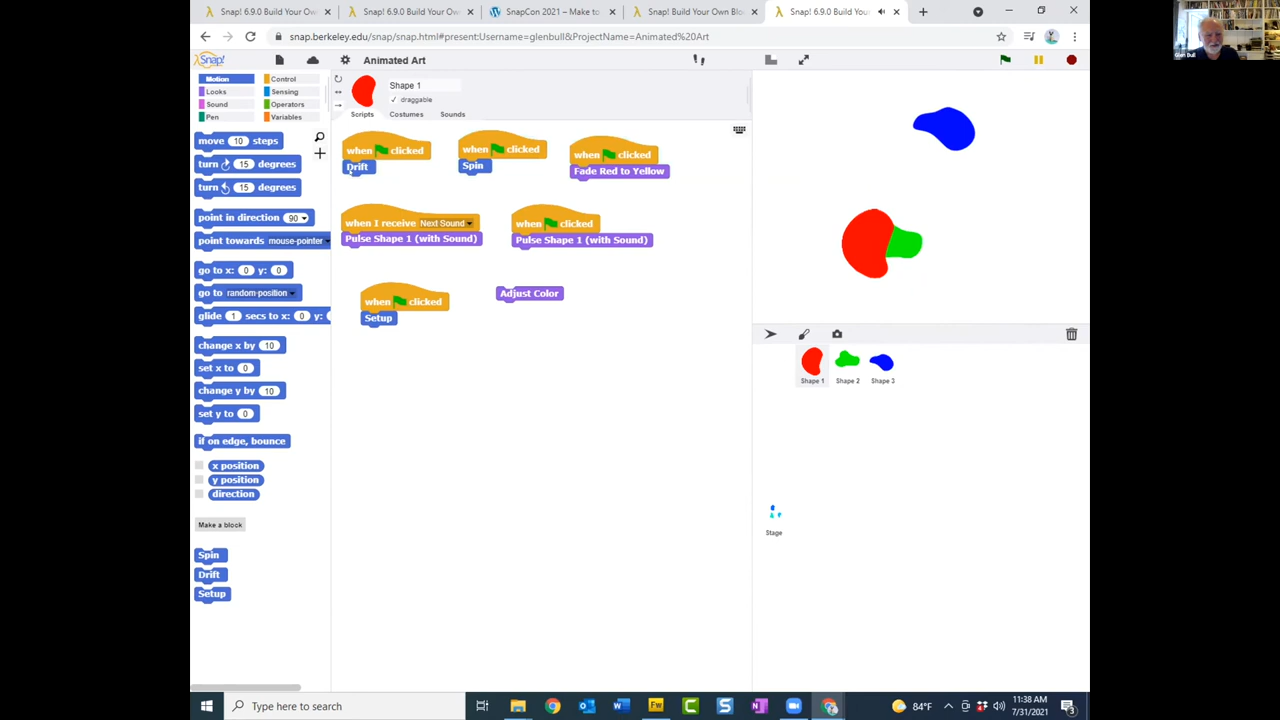 Snap! 6.9.0 Build Your Own
Snap! 6.9.0 Build Your Own
SnapCon 2021 – Make to
Snap! Build Your Own Blo
Snap! 6.9.0 Build Your
snap.berkeley.edu/snap/snap.html#present:Username=glenbull&ProjectName=Animated%20Art
Glen Bull
Snap!
Animated Art
Motion
Control
Looks
Sensing
Sound
Operators
Pen
Variables
Shape 1
draggable
Scripts
Costumes
Sounds
move 10 steps
turn 15 degrees
turn 15 degrees
point in direction 90
point towards mouse-pointer
go to x: 0 y: 0
go to random position
glide 1 secs to x: 0 y:
change x by 10
set x to 0
change y by 10
set y to 0
if on edge, bounce
x position
y position
direction
Make a block
Spin
Drift
Setup
when clicked
Drift
when clicked
Spin
when clicked
Fade Red to Yellow
when I receive Next Sound
Pulse Shape 1 (with Sound)
when clicked
Pulse Shape 1 (with Sound)
when clicked
Setup
Adjust Color
Shape 1
Shape 2
Shape 3
Stage
Type here to search
84°F
11:38 AM
7/31/2021
3